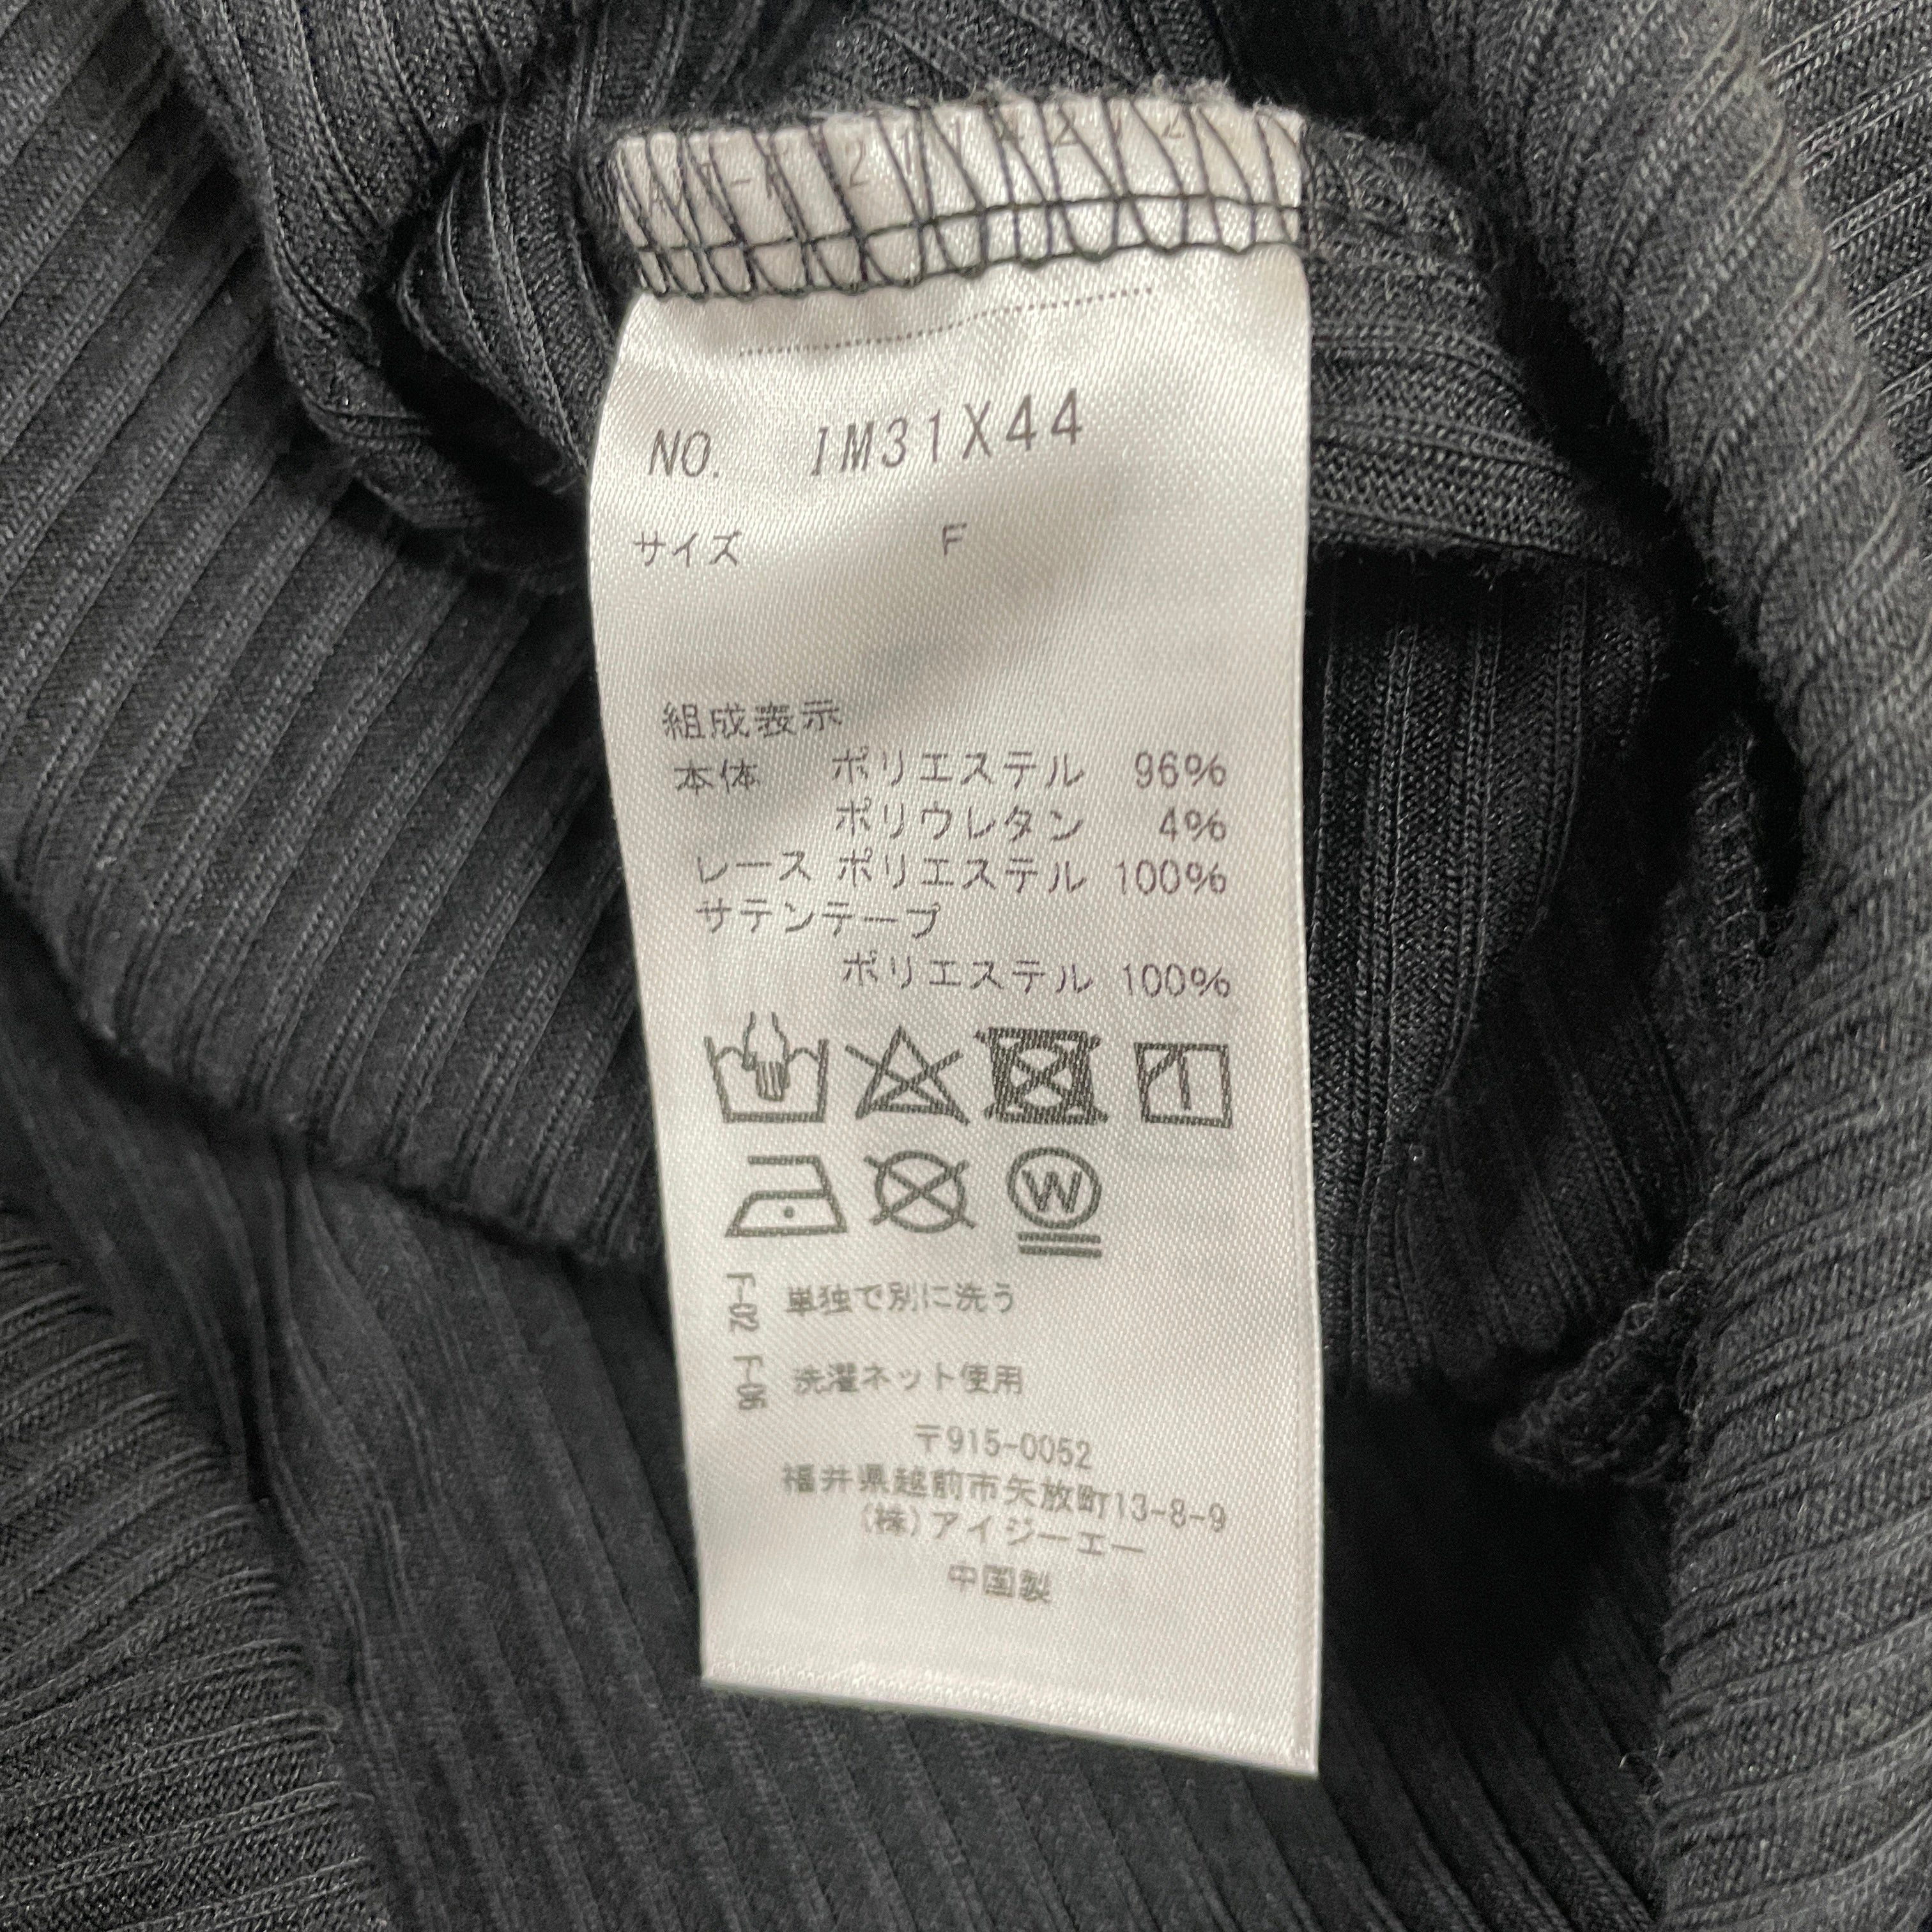 NO. IM31X44
サイズ F
組成表示
本体 ポリエステル 96%
ポリウレタン 4%
レース ポリエステル 100%
サテンテープ
ポリエステル 100%
W
F-02 単独で別に洗う
F-06 洗濯ネット使用
〒915-0052
福井県越前市矢放町13-8-9
(株)アイジーエー
中国製